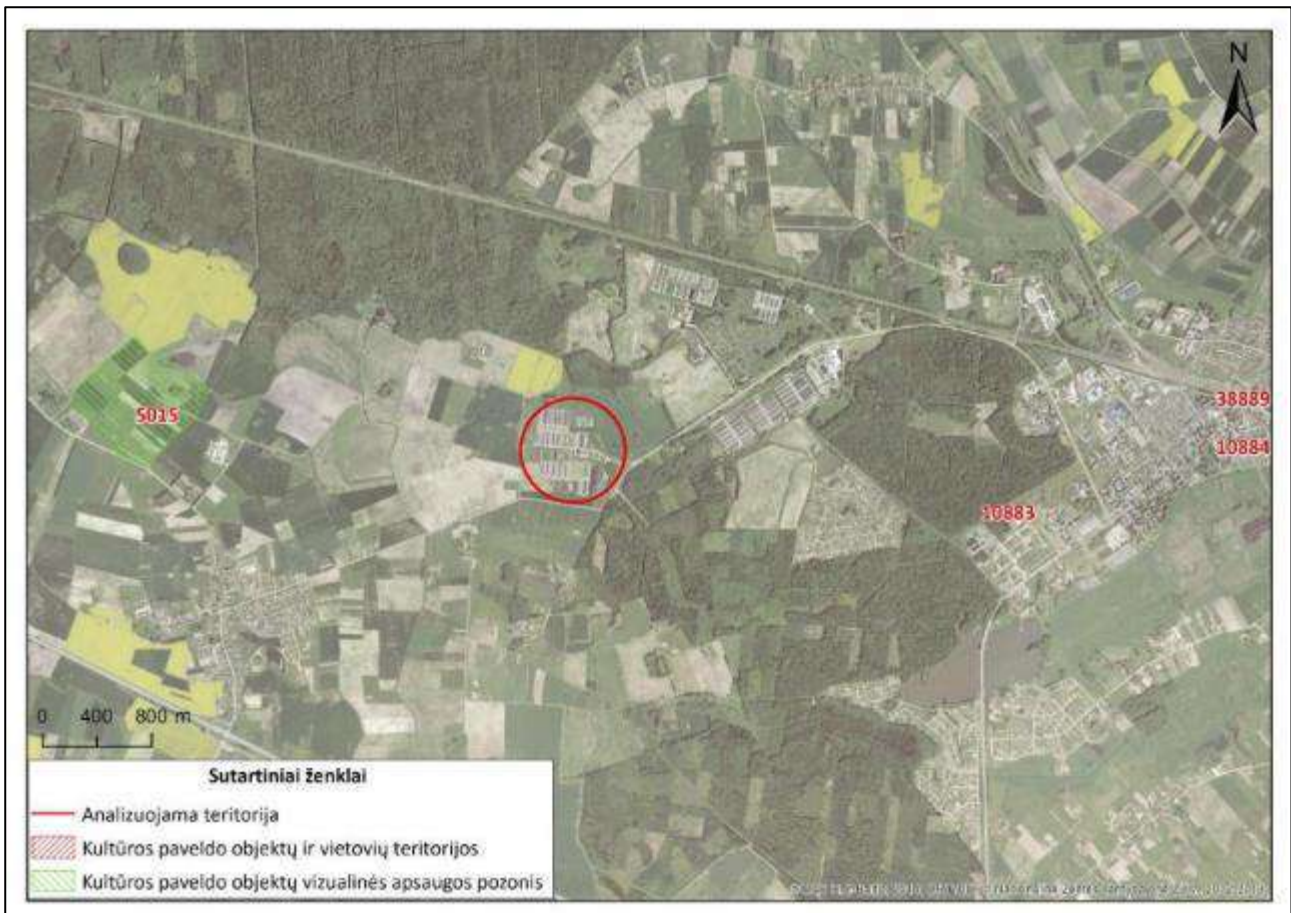 N
5015
38889
10884
10883
0 400 800 m
Sutartiniai ženklai
Analizuojama teritorija
Kultūros paveldo objektų ir vietovių teritorijos
Kultūros paveldo objektų vizualinės apsaugos pozonis